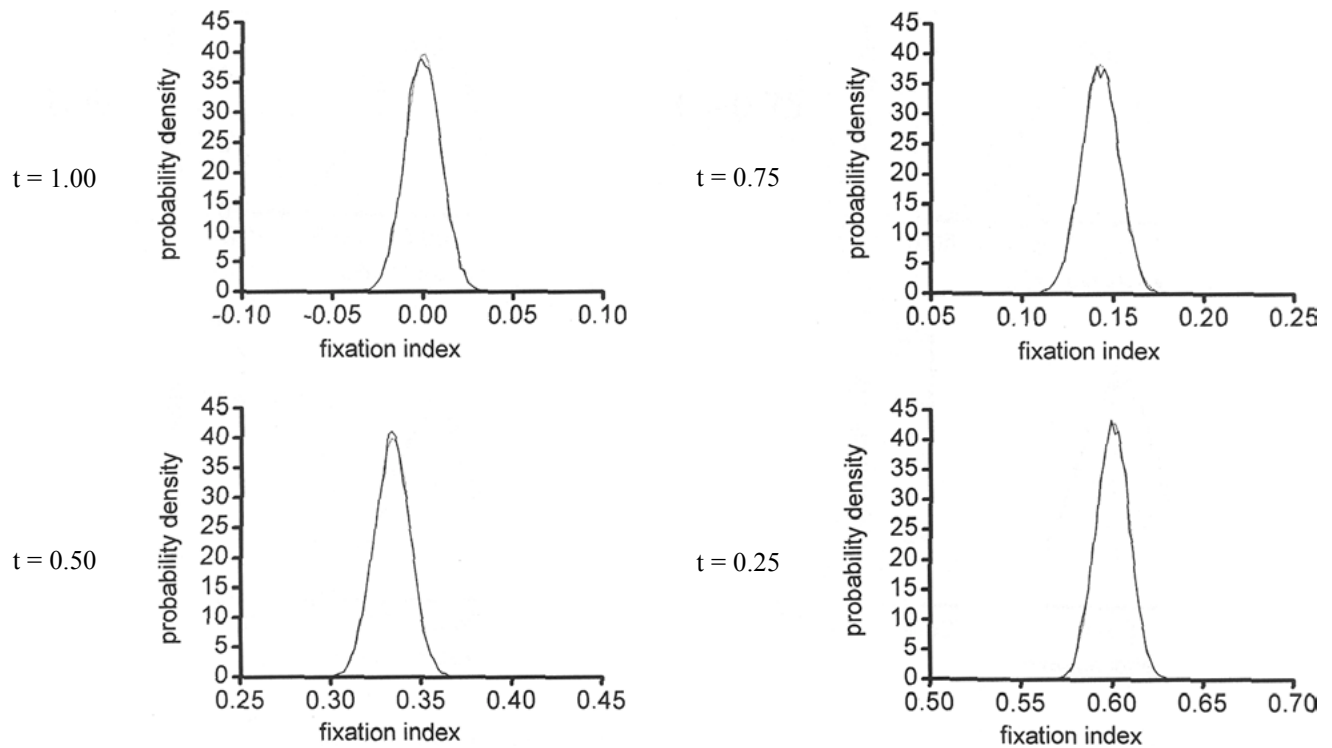 t = 1.00
probability density
45
40
35
30
25
20
15
10
5
0
-0.10 -0.05 0.00 0.05 0.10
fixation index
t = 0.75
probability density
45
40
35
30
25
20
15
10
5
0
0.05 0.10 0.15 0.20 0.25
fixation index
t = 0.50
probability density
45
40
35
30
25
20
15
10
5
0
0.25 0.30 0.35 0.40 0.45
fixation index
t = 0.25
probability density
45
40
35
30
25
20
15
10
5
0
0.50 0.55 0.60 0.65 0.70
fixation index